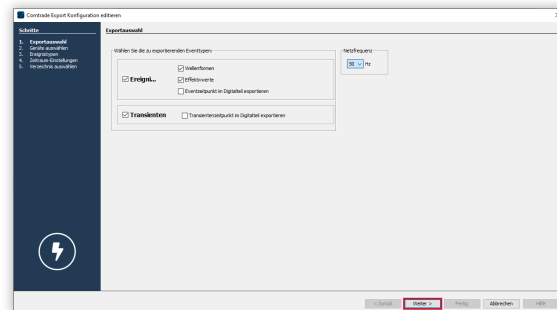 Comtrade Export Konfiguration editieren
Schritte
1. Exportauswahl
2. Geräte auswählen
3. Ereignistypen
4. Zeitraum-Einstellungen
5. Verzeichnis auswählen
Exportauswahl
Wählen Sie die zu exportierenden Eventtypen:
Ereigni...
Wellenformen
Effektivwerte
Eventzeitpunkt im Digitalteil exportieren
Transienten
Transientenzeitpunkt im Digitalteil exportieren
Netzfrequenz
50 Hz
< Zurück
Weiter >
Fertig
Abbrechen
Hilfe